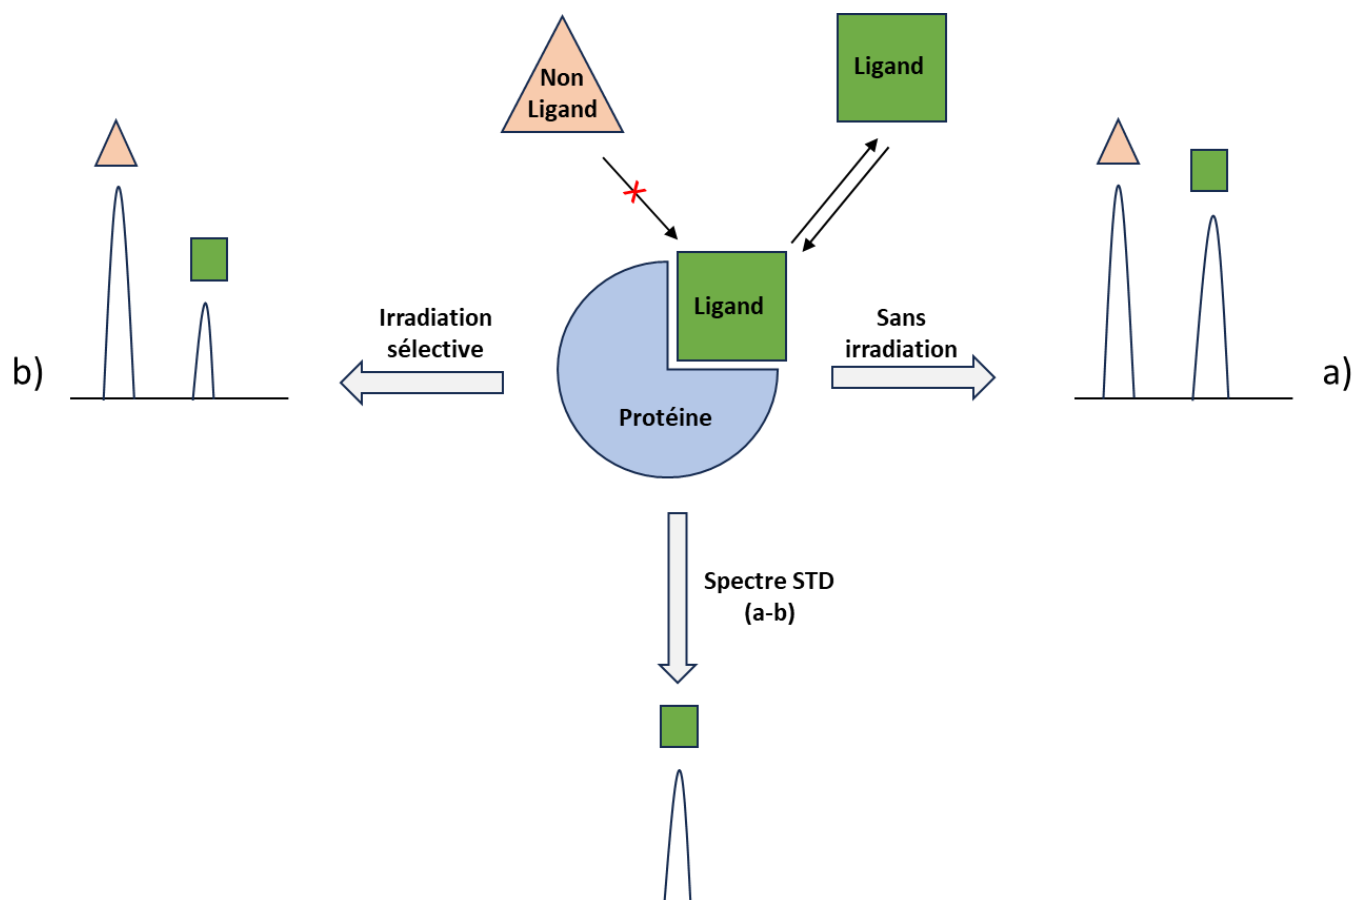 Non
Ligand
Ligand
Ligand
Protéine
Irradiation
sélective
Sans
irradiation
b)
a)
Spectre STD
(a-b)